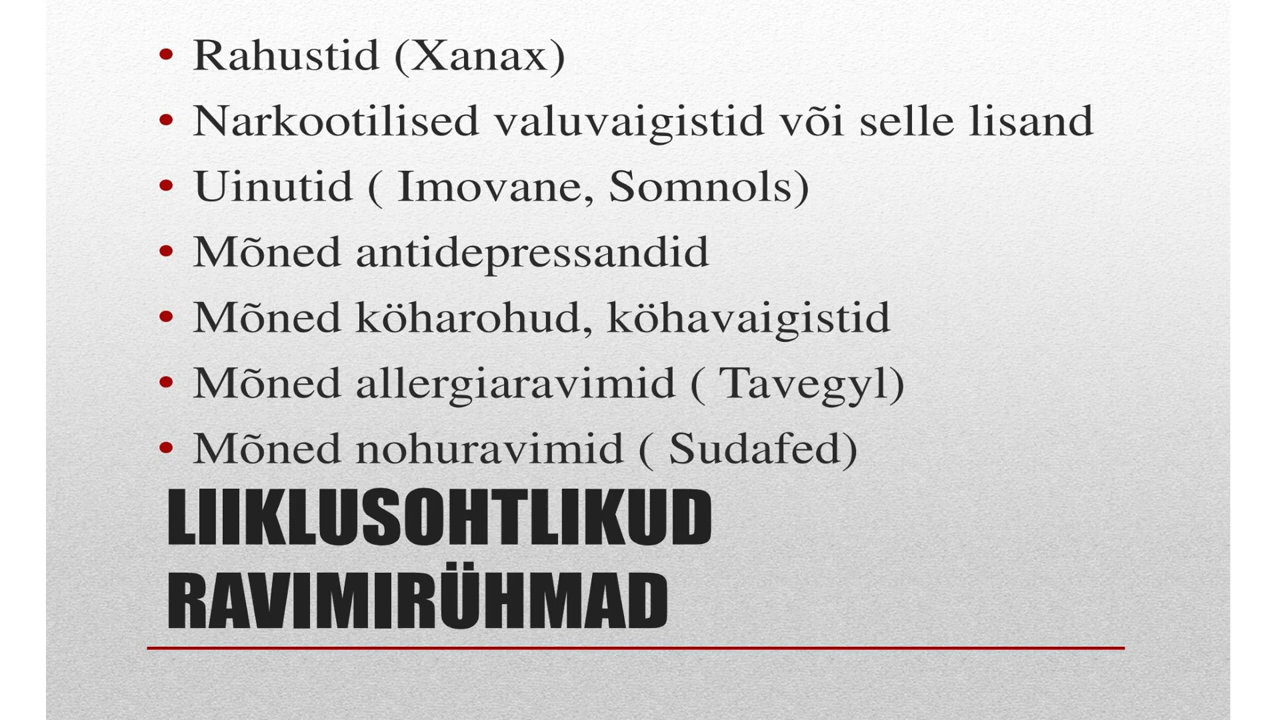 • Rahustid (Xanax)
• Narkootilised valuvaigistid või selle lisand
• Uinutid ( Imovane, Somnols)
• Mõned antidepressandid
• Mõned köharohud, köhavaigistid
• Mõned allergiaravimid ( Tavegyl)
• Mõned nohuravimid ( Sudafed)
LIIKLUSOHTLIKUD
RAVIMIRÜHMAD